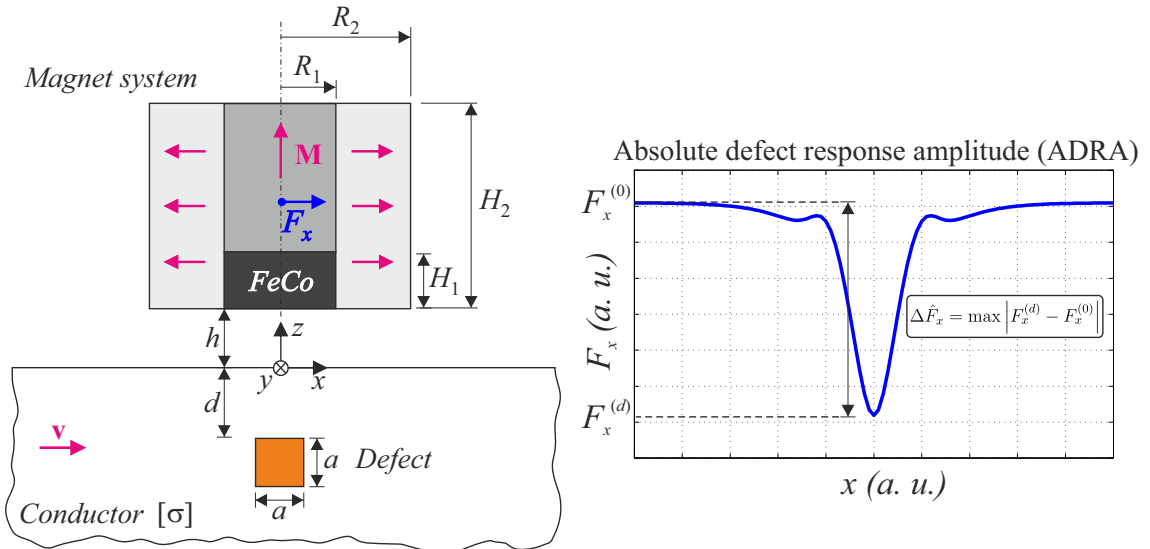 R₂
R₁
Magnet system
M
Fₓ
H₂
FeCo
H₁
h
z
y
x
d
v
a Defect
a
Conductor [σ]
Absolute defect response amplitude (ADRA)
Fₓ⁽⁰⁾
Fₓ (a. u.)
ΔF̂ₓ = max |Fₓ⁽ᵈ⁾ − Fₓ⁽⁰⁾|
Fₓ⁽ᵈ⁾
x (a. u.)